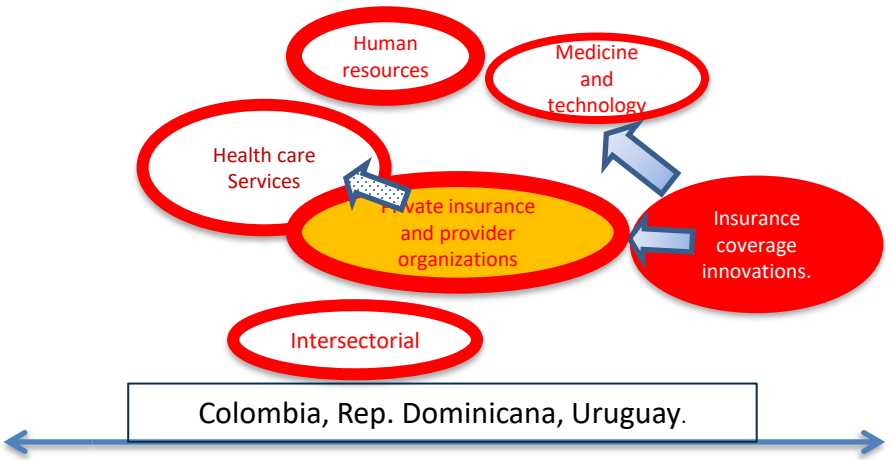 Human
resources
Medicine
and
technology
Health care
Services
Private insurance
and provider
organizations
Insurance
coverage
innovations.
Intersectorial
Colombia, Rep. Dominicana, Uruguay.